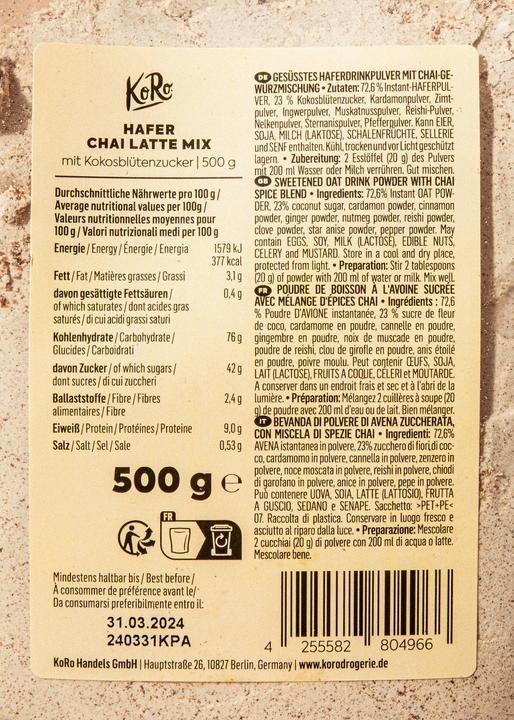 KoRo
HAFER
CHAI LATTE MIX
mit Kokosblütenzucker | 500 g
Durchschnittliche Nährwerte pro 100 g /
Average nutritional values per 100g /
Valeurs nutritionnelles moyennes pour
100 g / Valori nutrizionali medi per 100 g
Energie / Energy / Énergie / Energia 1579 kJ
377 kcal
Fett / Fat / Matières grasses / Grassi 3,1 g
davon gesättigte Fettsäuren / 0,4 g
of which saturates / dont acides gras
saturés / di cui acidi grassi saturi
Kohlenhydrate / Carbohydrate / 76 g
Glucides / Carboidrati
davon Zucker / of which sugars / 42 g
dont sucres / di cui zuccheri
Ballaststoffe / Fibre / Fibres 2,4 g
alimentaires / Fibre
Eiweiß / Protein / Protéines / Proteine 9,0 g
Salz / Salt / Sel / Sale 0,53 g
500 g e
FR
Mindestens haltbar bis / Best before /
À consommer de préférence avant le /
Da consumarsi preferibilmente entro il:
31.03.2024
240331KPA
DE GESÜSSTES HAFERDRINKPULVER MIT CHAI-GE-
WÜRZMISCHUNG • Zutaten: 72,6 % Instant-HAFERPUL-
VER, 23 % Kokosblütenzucker, Kardamonpulver, Zimt-
pulver, Ingwerpulver, Muskatnusspulver, Reishi-Pulver,
Nelkenpulver, Sternanispulver, Pfefferpulver. Kann EIER,
SOJA, MILCH (LAKTOSE), SCHALENFRÜCHTE, SELLERIE
und SENF enthalten. Kühl, trocken und vor Licht geschützt
lagern. • Zubereitung: 2 Esslöffel (20 g) des Pulvers
mit 200 ml Wasser oder Milch verrühren. Gut mischen.
GB SWEETENED OAT DRINK POWDER WITH CHAI
SPICE BLEND • Ingredients: 72,6% Instant OAT POW-
DER, 23% coconut sugar, cardamon powder, cinnamon
powder, ginger powder, nutmeg powder, reishi powder,
clove powder, star anise powder, pepper powder. May
contain EGGS, SOY, MILK (LACTOSE), EDIBLE NUTS,
CELERY and MUSTARD. Store in a cool and dry place,
protected from light. • Preparation: Stir 2 tablespoons
(20 g) of powder with 200 ml of water or milk. Mix well.
FR POUDRE DE BOISSON À L'AVOINE SUCRÉE
AVEC MÉLANGE D'ÉPICES CHAI • Ingrédients : 72,6
% Poudre D'AVOINE instantanée, 23 % sucre de fleur
de coco, cardamome en poudre, cannelle en poudre,
gingembre en poudre, noix de muscade en poudre,
poudre de reishi, clou de girofle en poudre, anis étoilé
en poudre, poivre moulu. Peut contenir ŒUFS, SOJA,
LAIT (LACTOSE), FRUITS A COQUE, CÉLERI et MOUTARDE.
A conserver dans un endroit frais et sec et à l'abri de la
lumière. • Préparation: Mélangez 2 cuillères à soupe (20
g) de poudre avec 200 ml d'eau ou de lait. Bien mélanger.
IT BEVANDA DI POLVERE DI AVENA ZUCCHERATA,
CON MISCELA DI SPEZIE CHAI • Ingredienti: 72,6%
AVENA istantanea in polvere, 23% zucchero di fiori di coc-
co, cardamomo in polvere, cannella in polvere, zenzero in
polvere, noce moscata in polvere, reishi in polvere, chiodi
di garofano in polvere, anice in polvere, pepe in polvere.
Può contenere UOVA, SOIA, LATTE (LATTOSIO), FRUTTA
A GUSCIO, SEDANO e SENAPE. Sacchetto: >PET+PE<
07. Raccolta di plastica. Conservare in luogo fresco e
asciutto al riparo dalla luce. • Preparazione: Mescolare
2 cucchiai (20 g) di polvere con 200 ml di acqua o latte.
Mescolare bene.
4 255582 804966
KoRo Handels GmbH | Hauptstraße 26, 10827 Berlin, Germany | www.korodrogerie.de